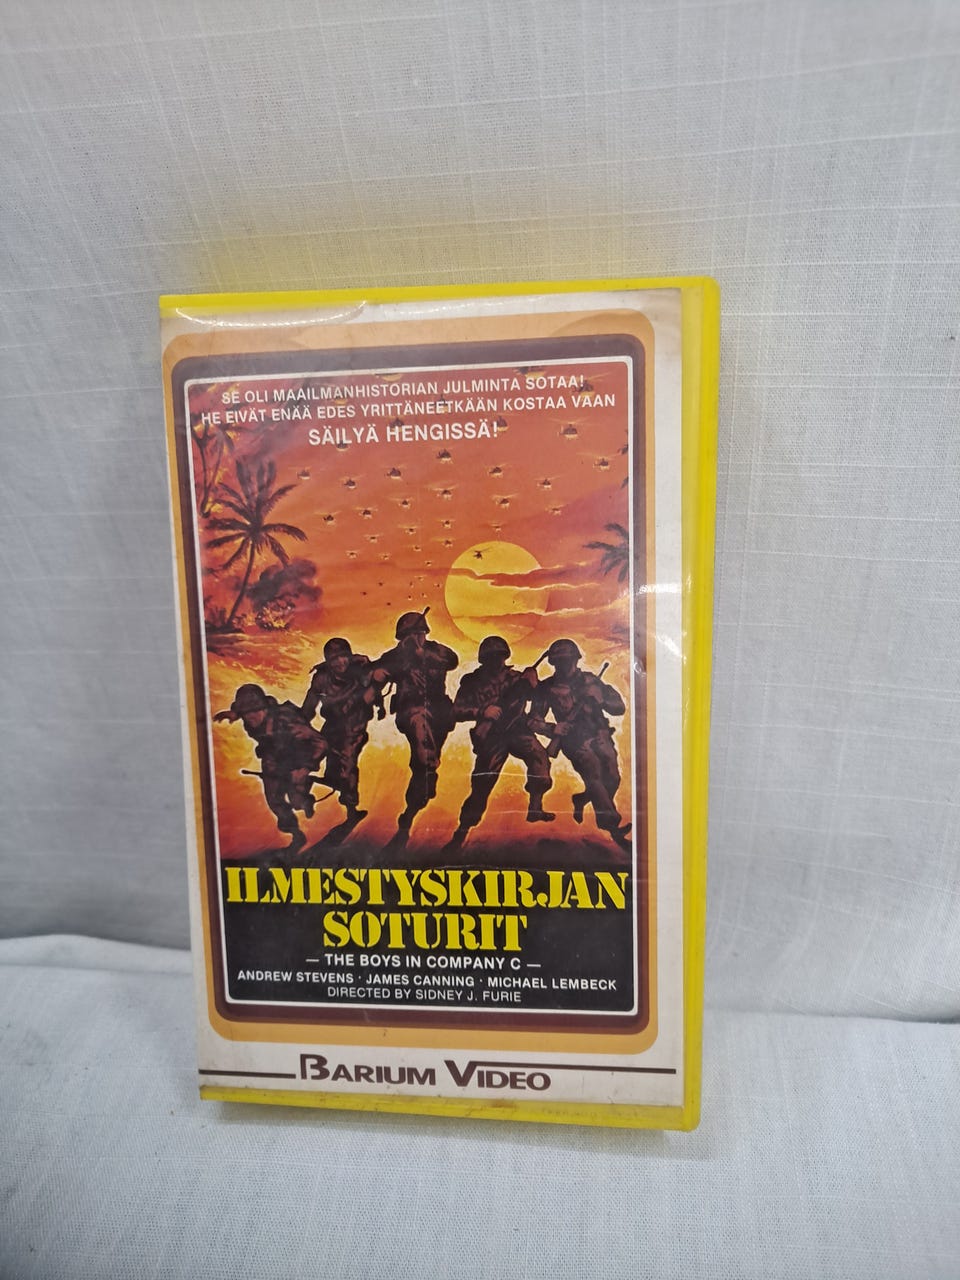 SE OLI MAAILMANHISTORIAN JULMINTA SOTAA!
HE EIVÄT ENÄÄ EDES YRITTÄNEETKÄÄN KOSTAA VAAN
SÄILYÄ HENGISSÄ!
ILMESTYSKIRJAN
SOTURIT
— THE BOYS IN COMPANY C —
ANDREW STEVENS · JAMES CANNING · MICHAEL LEMBECK
DIRECTED BY SIDNEY J. FURIE
BARIUM VIDEO